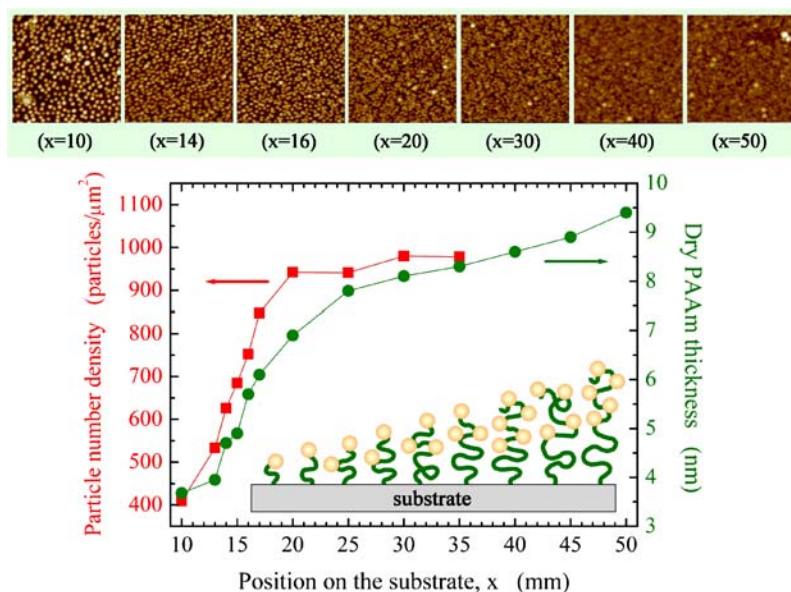 (x=10) (x=14) (x=16) (x=20) (x=30) (x=40) (x=50)
Particle number density (particles/μm²)
1100
1000
900
800
700
600
500
400
Dry PAAm thickness (nm)
10
9
8
7
6
5
4
3
substrate
10 15 20 25 30 35 40 45 50
Position on the substrate, x (mm)